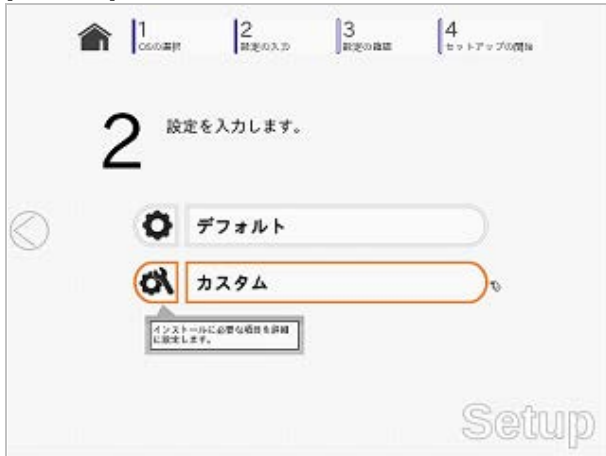 1
OSの選択
2
設定の入力
3
設定の確認
4
セットアップの開始
2
設定を入力します。
デフォルト
カスタム
インストールに必要な項目を詳細
に設定します。
Setup